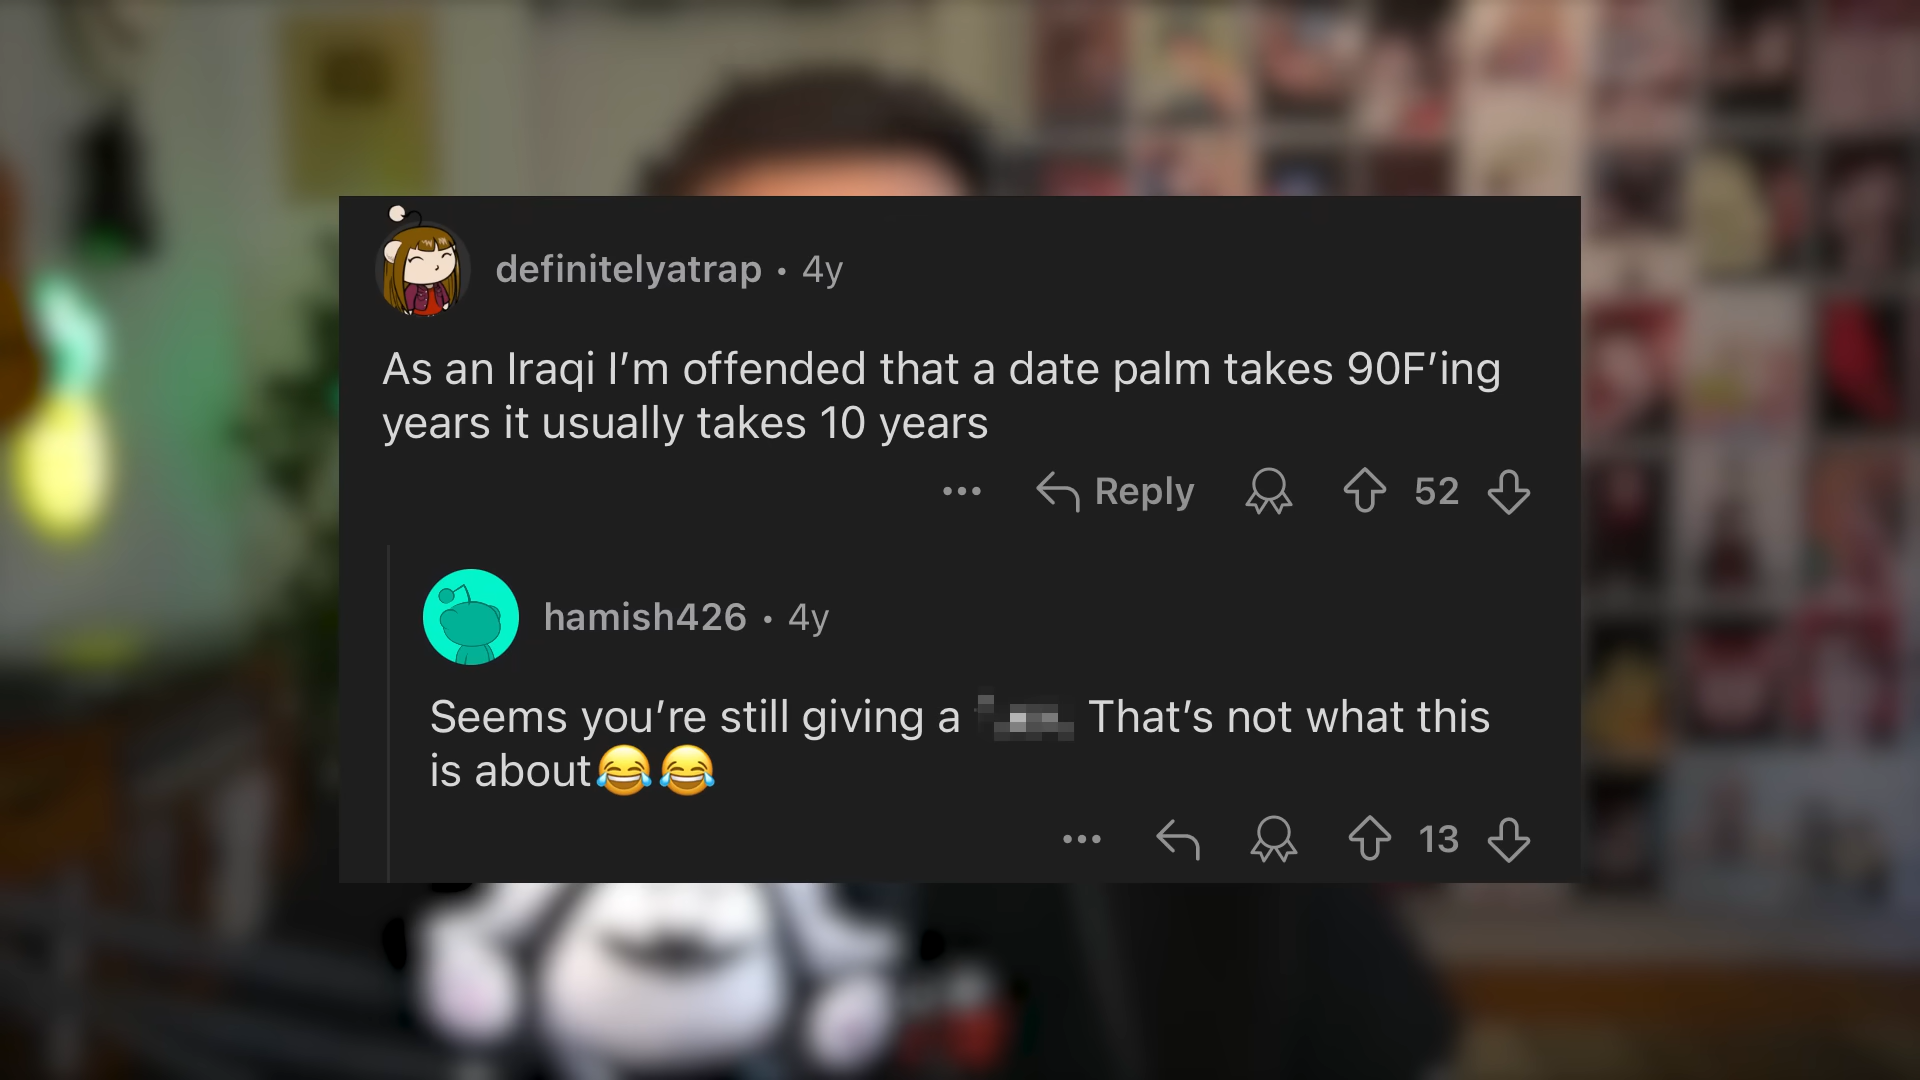 definitelyatrap • 4y
As an Iraqi I’m offended that a date palm takes 90F’ing
years it usually takes 10 years
••• Reply 52
hamish426 • 4y
Seems you’re still giving a That’s not what this
is about😂😂
••• 13